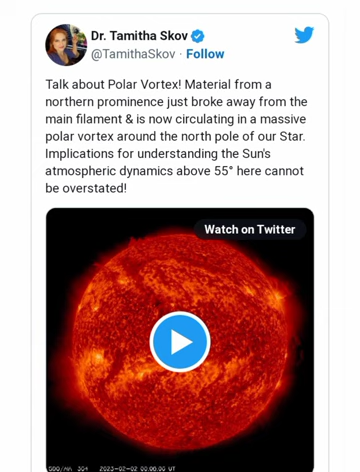 Dr. Tamitha Skov
@TamithaSkov · Follow
Talk about Polar Vortex! Material from a
northern prominence just broke away from the
main filament & is now circulating in a massive
polar vortex around the north pole of our Star.
Implications for understanding the Sun's
atmospheric dynamics above 55° here cannot
be overstated!
Watch on Twitter
SDO/AIA 304 2023-02-02 00:00:00 UT